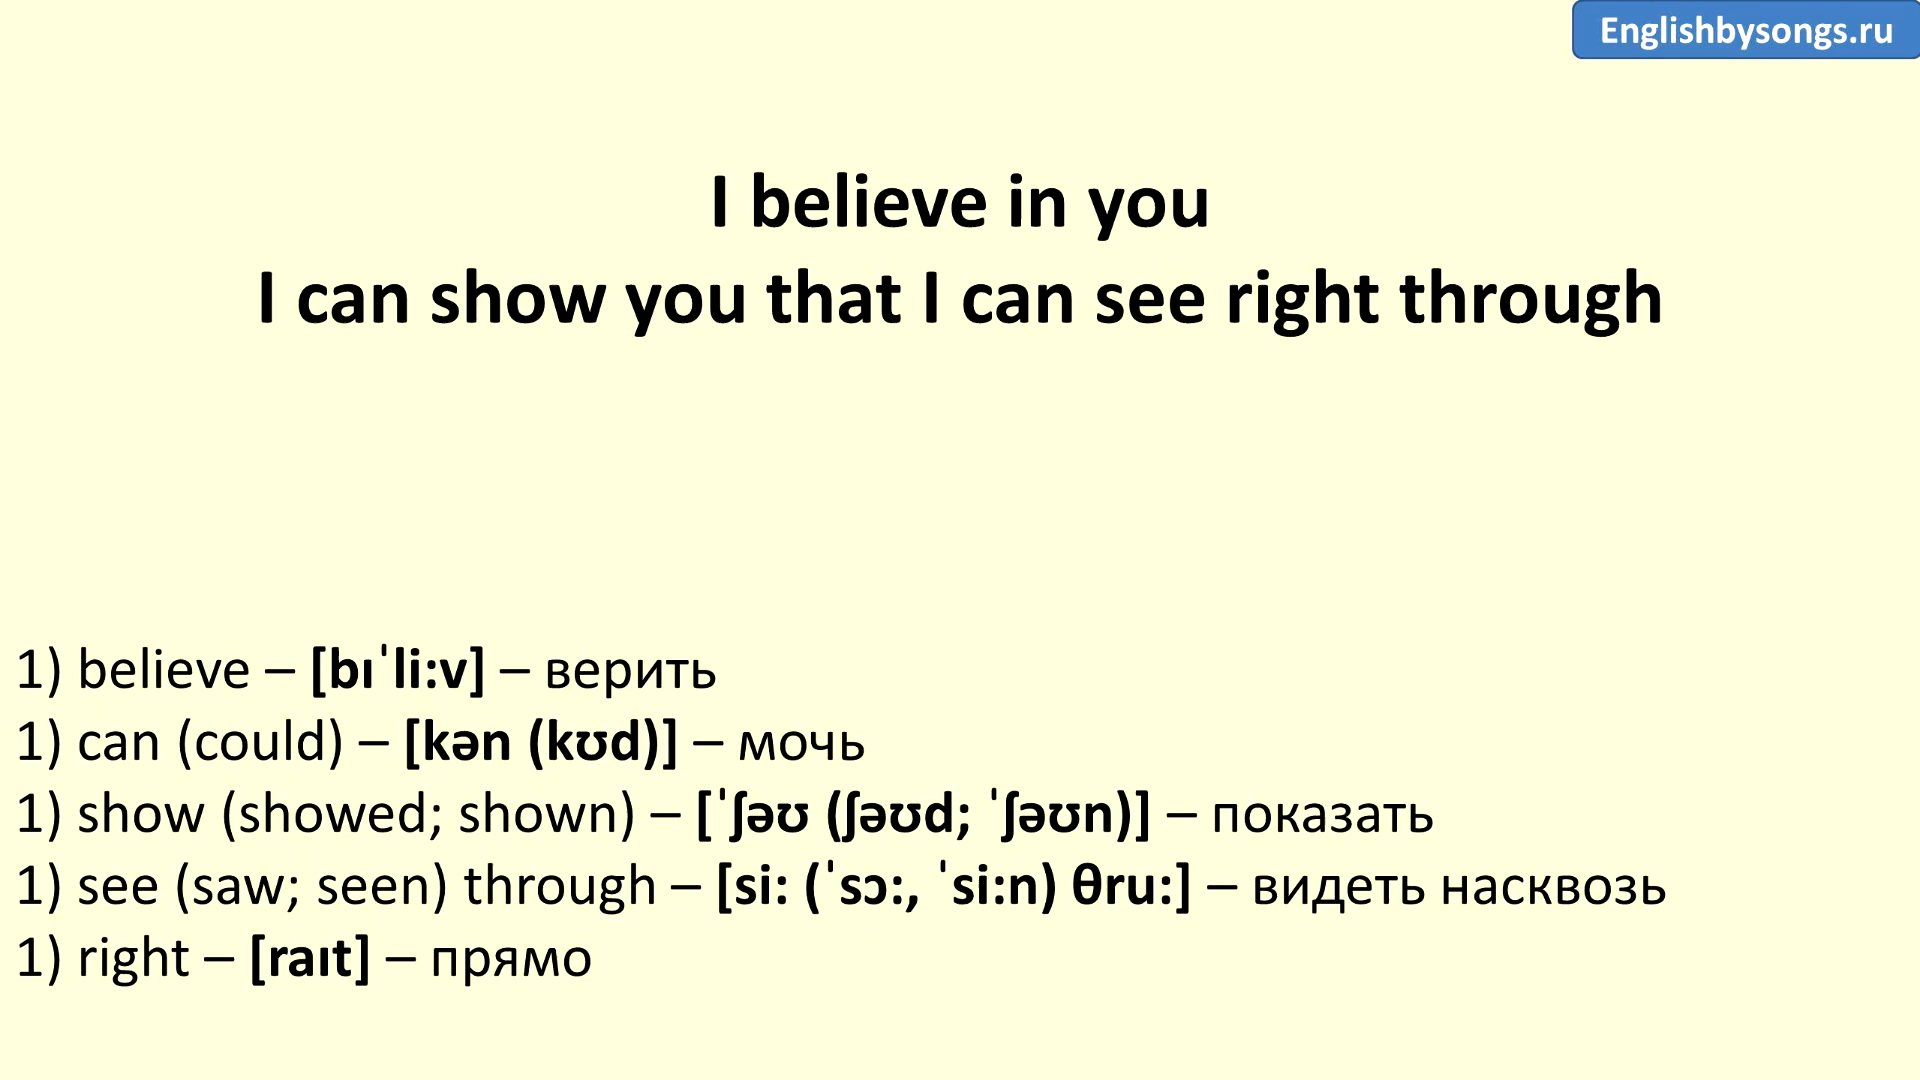 Englishbysongs.ru
I believe in you
I can show you that I can see right through
1) believe – [bɪˈli:v] – верить
1) can (could) – [kən (kʊd)] – мочь
1) show (showed; shown) – [ˈʃəʊ (ʃəʊd; ˈʃəʊn)] – показать
1) see (saw; seen) through – [si: (ˈsɔ:, ˈsi:n) θru:] – видеть насквозь
1) right – [raɪt] – прямо